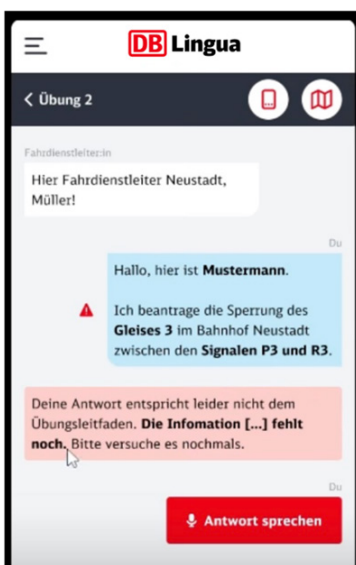 DB Lingua
Übung 2
Fahrdienstleiter:in
Hier Fahrdienstleiter Neustadt,
Müller!
Du
Hallo, hier ist Mustermann.
Ich beantrage die Sperrung des
Gleises 3 im Bahnhof Neustadt
zwischen den Signalen P3 und R3.
Deine Antwort entspricht leider nicht dem
Übungsleitfaden. Die Infomation [...] fehlt
noch. Bitte versuche es nochmals.
Du
Antwort sprechen